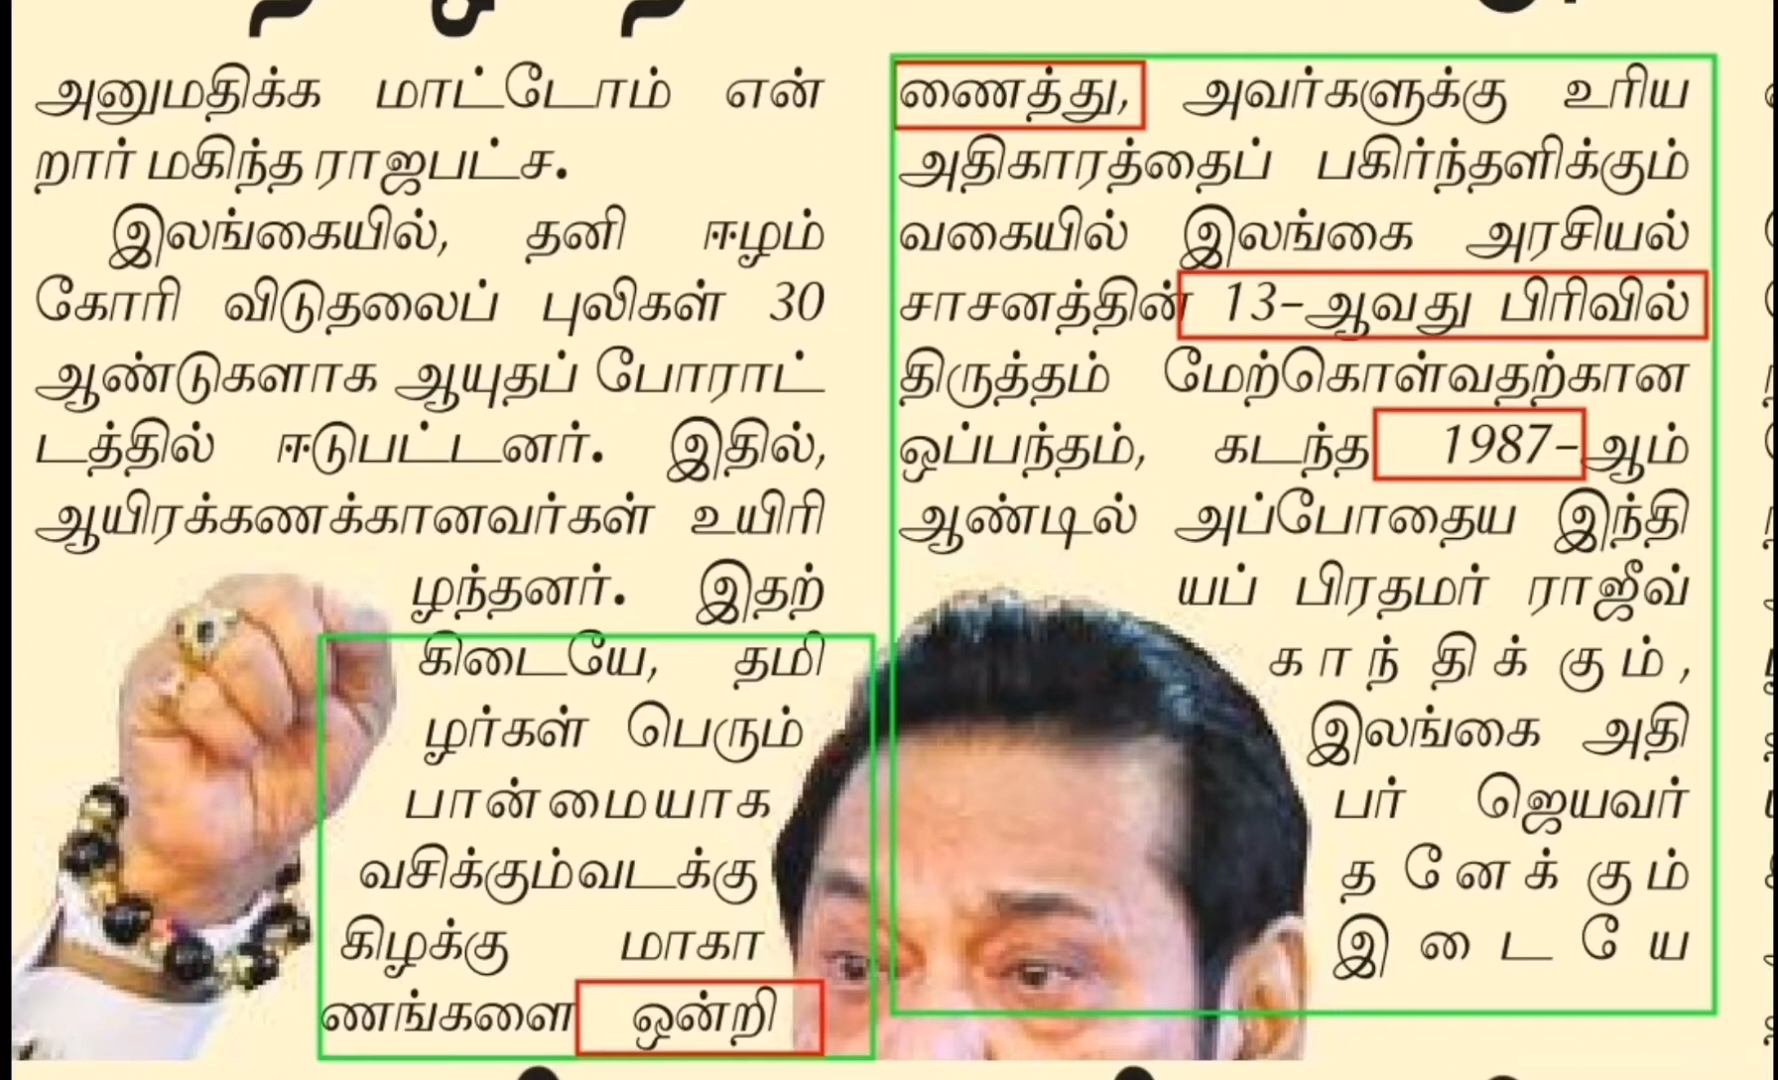 அனுமதிக்க மாட்டோம் என்
றார் மகிந்த ராஜபட்ச.
இலங்கையில், தனி ஈழம்
கோரி விடுதலைப் புலிகள் 30
ஆண்டுகளாக ஆயுதப் போராட்
டத்தில் ஈடுபட்டனர். இதில்,
ஆயிரக்கணக்கானவர்கள் உயிரி
ழந்தனர். இதற்
கிடையே, தமி
ழர்கள் பெரும்
பான்மையாக
வசிக்கும்வடக்கு
கிழக்கு மாகா
ணங்களை ஒன்றி
ணைத்து, அவர்களுக்கு உரிய
அதிகாரத்தைப் பகிர்ந்தளிக்கும்
வகையில் இலங்கை அரசியல்
சாசனத்தின் 13-ஆவது பிரிவில்
திருத்தம் மேற்கொள்வதற்கான
ஒப்பந்தம், கடந்த 1987-ஆம்
ஆண்டில் அப்போதைய இந்தி
யப் பிரதமர் ராஜீவ்
காந்திக்கும்,
இலங்கை அதி
பர் ஜெயவர்
தனேக்கும்
இடையே